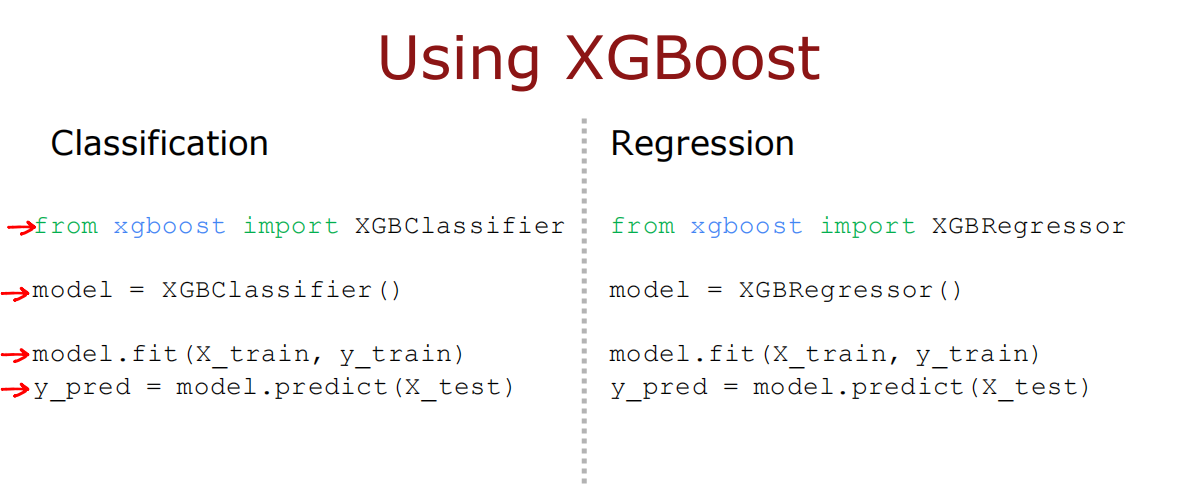 Using XGBoost
Classification
from xgboost import XGBClassifier
model = XGBClassifier()
model.fit(X_train, y_train)
y_pred = model.predict(X_test)
Regression
from xgboost import XGBRegressor
model = XGBRegressor()
model.fit(X_train, y_train)
y_pred = model.predict(X_test)